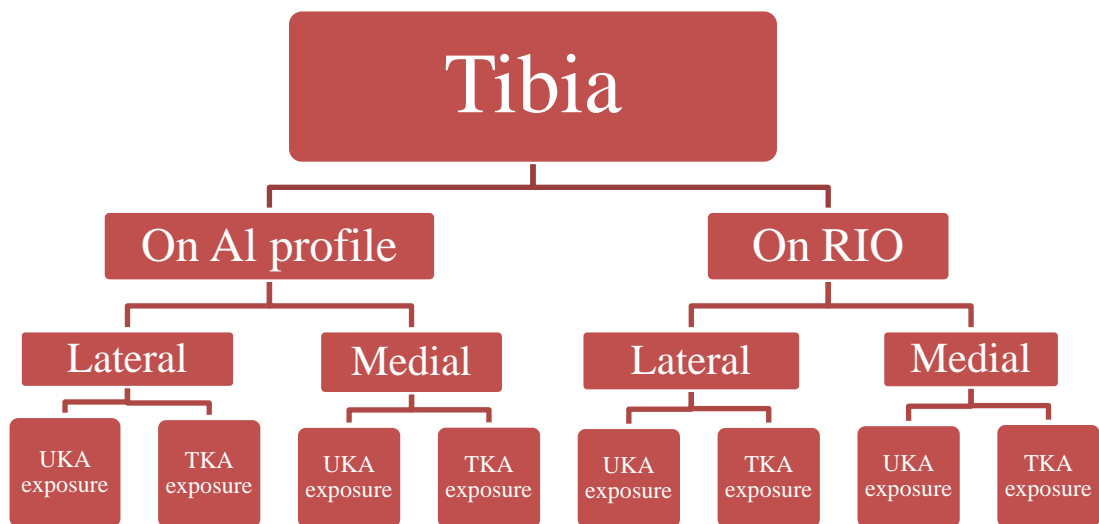 Tibia
On Al profile
On RIO
Lateral
Medial
Lateral
Medial
UKA
exposure
TKA
exposure
UKA
exposure
TKA
exposure
UKA
exposure
TKA
exposure
UKA
exposure
TKA
exposure